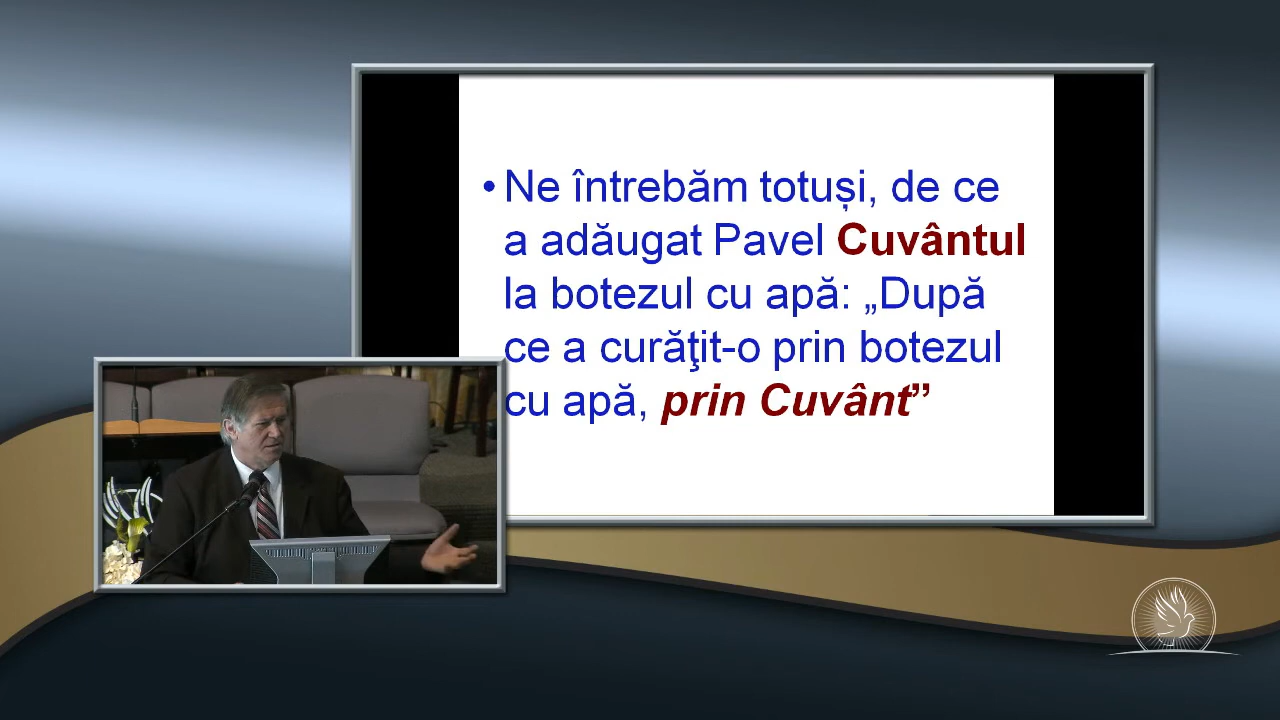 • Ne întrebăm totuși, de ce
a adăugat Pavel Cuvântul
la botezul cu apă: „După
ce a curăţit-o prin botezul
cu apă, prin Cuvânt”